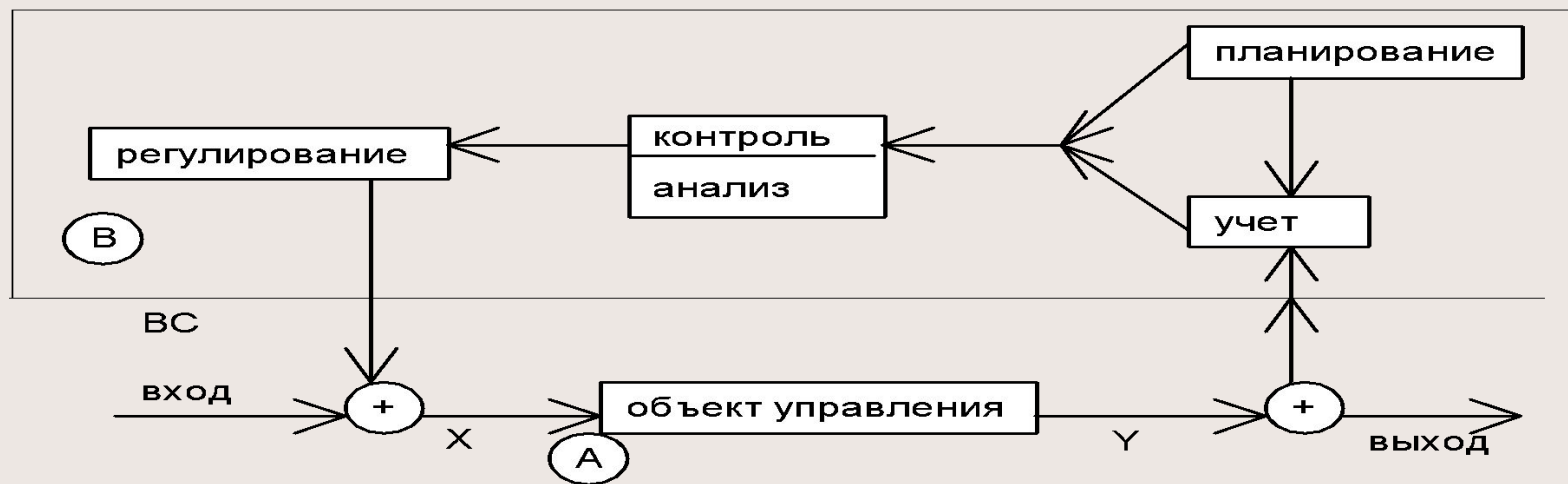 планирование
контроль
регулирование
анализ
учет
В
ВС
вход
+
объект управления
+
X
Y
выход
А